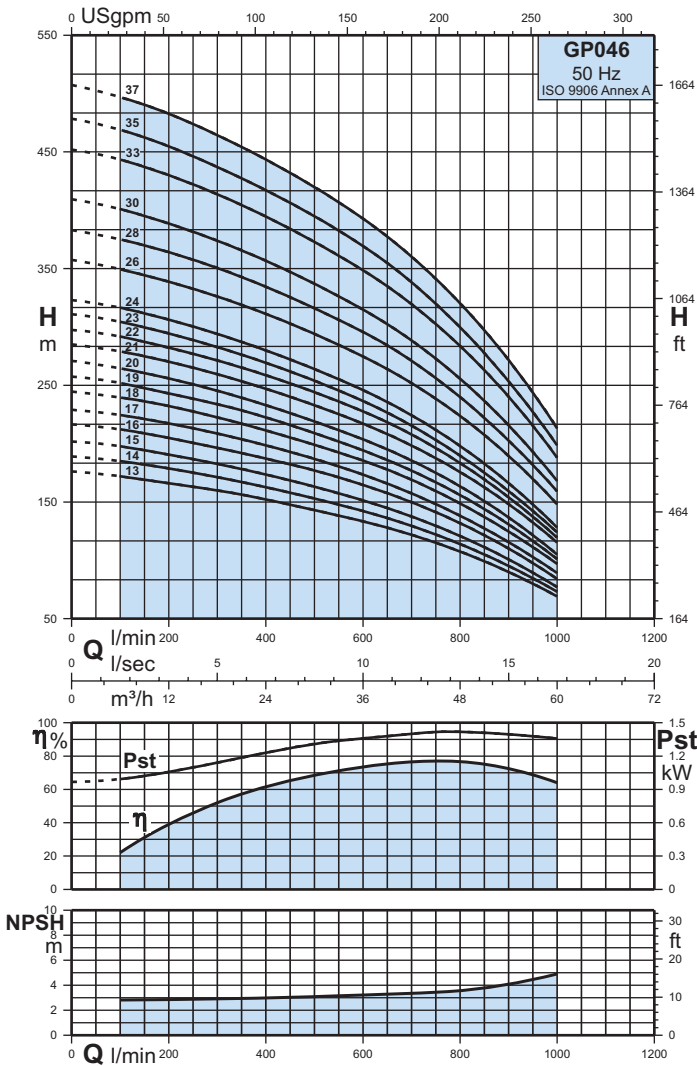 0 USgpm 50 100 150 200 250 300
550
GP046
50 Hz
ISO 9906 Annex A
37
1664
35
450
33
1364
30
28
350
26
1064
24
H
m
23
H
ft
22
21
250
20
19
764
18
17
16
15
150
14
464
13
50
164
0 Q l/min 200 400 600 800 1000 1200
0 l/sec 5 10 15 20
0 m³/h 12 24 36 48 60 72
100
1.5
η%
Pst
Pst
kW
80
1.2
60
0.9
η
40
0.6
20
0.3
0
0
10
NPSH
m
30
ft
8
6
20
4
10
2
0
0
0 Q l/min 200 400 600 800 1000 1200